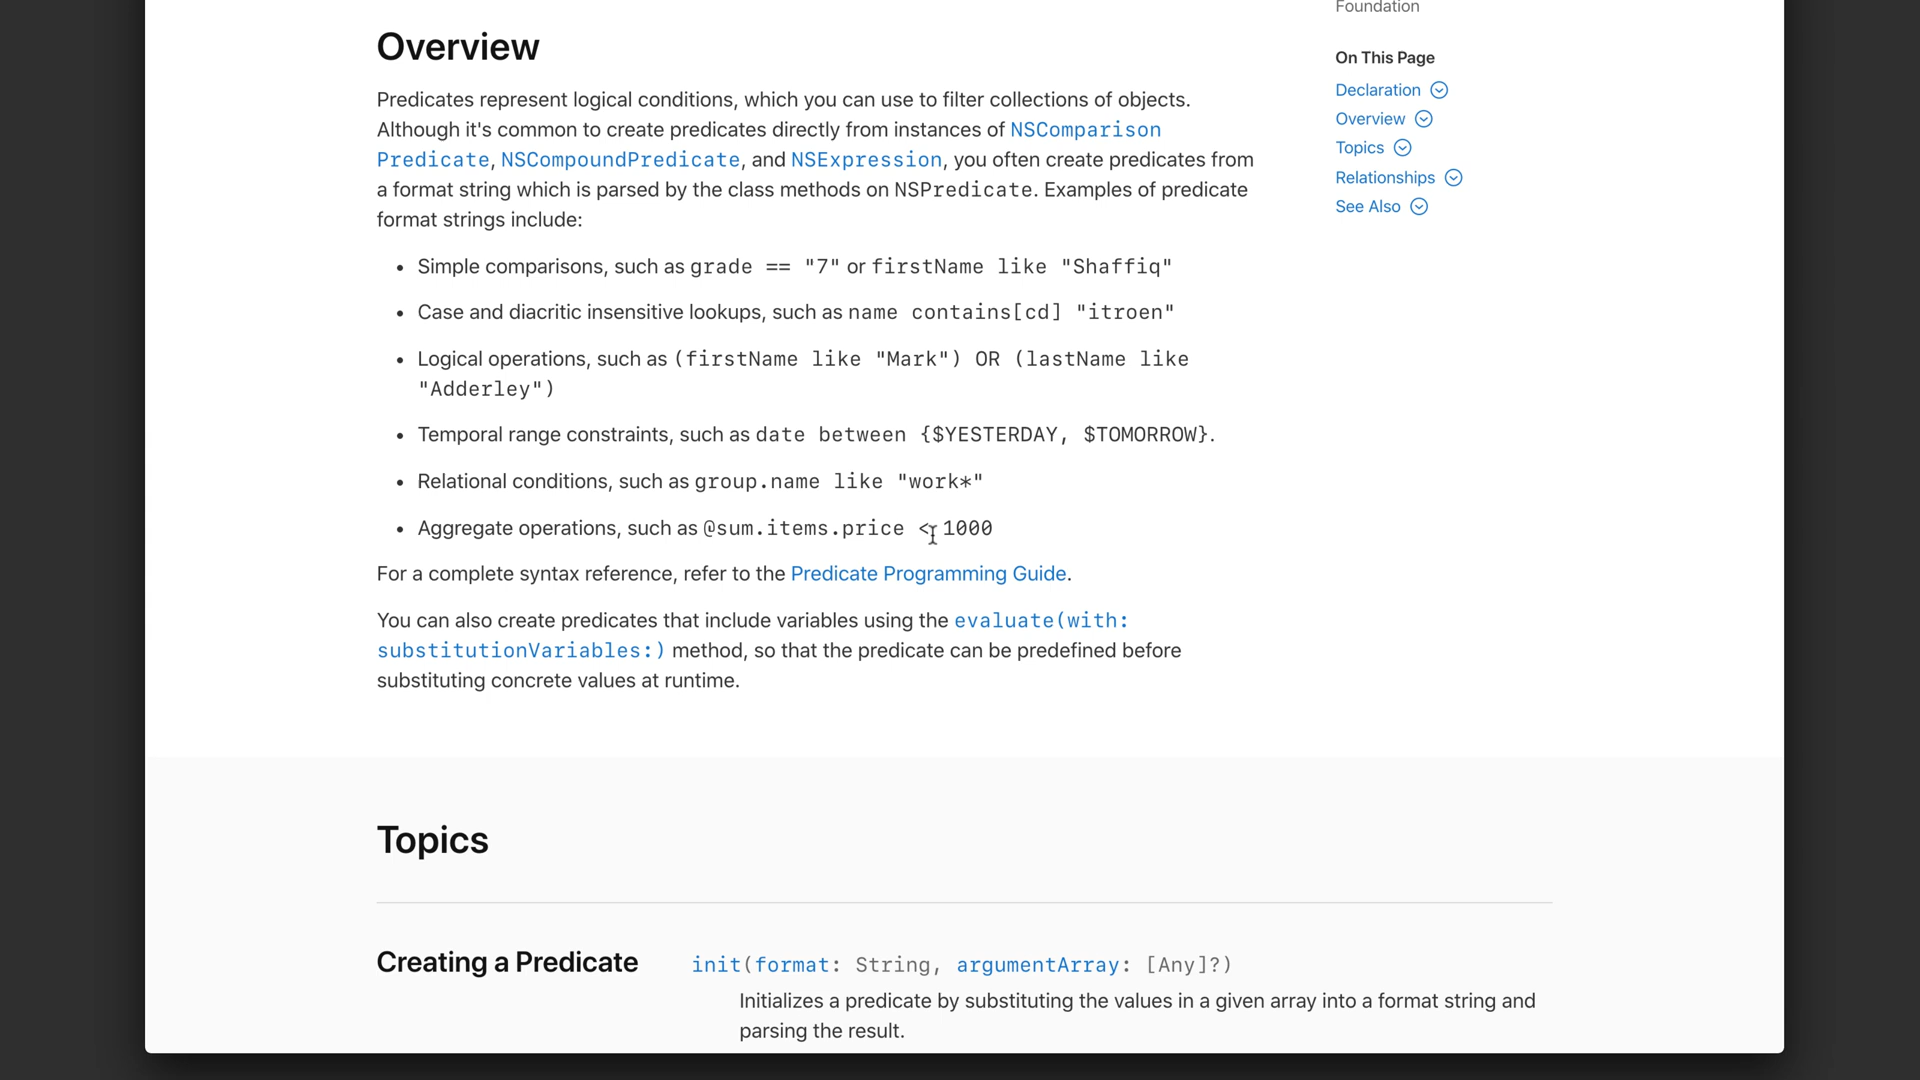 Foundation
Overview
On This Page
Declaration
Overview
Topics
Relationships
See Also
Predicates represent logical conditions, which you can use to filter collections of objects.
Although it's common to create predicates directly from instances of NSComparison
Predicate, NSCompoundPredicate, and NSExpression, you often create predicates from
a format string which is parsed by the class methods on NSPredicate. Examples of predicate
format strings include:
• Simple comparisons, such as grade == "7" or firstName like "Shaffiq"
• Case and diacritic insensitive lookups, such as name contains[cd] "itroen"
• Logical operations, such as (firstName like "Mark") OR (lastName like
"Adderley")
• Temporal range constraints, such as date between {$YESTERDAY, $TOMORROW}.
• Relational conditions, such as group.name like "work*"
• Aggregate operations, such as @sum.items.price < 1000
For a complete syntax reference, refer to the Predicate Programming Guide.
You can also create predicates that include variables using the evaluate(with:
substitutionVariables:) method, so that the predicate can be predefined before
substituting concrete values at runtime.
Topics
Creating a Predicate
init(format: String, argumentArray: [Any]?)
Initializes a predicate by substituting the values in a given array into a format string and
parsing the result.